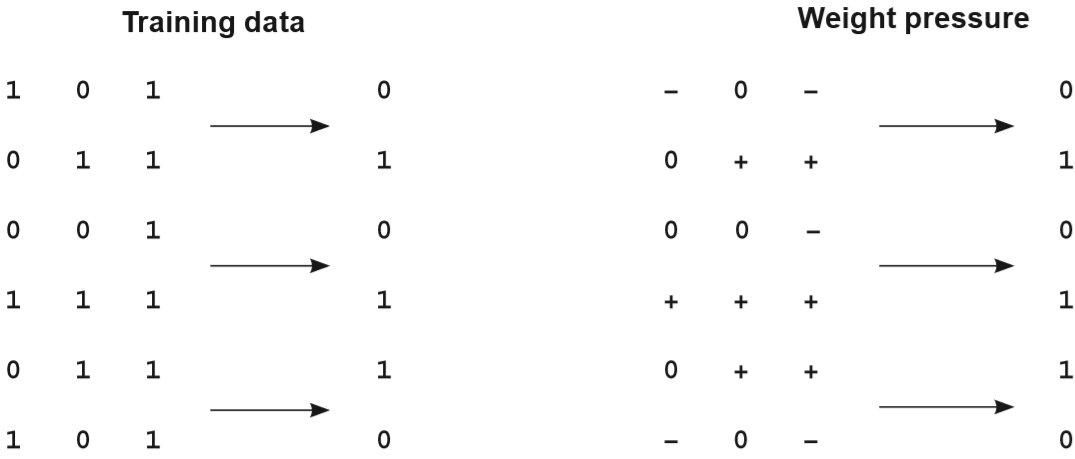 Training data Weight pressure
1 0 1 0 − 0 − 0
0 1 1 1 0 + + 1
0 0 1 0 0 0 − 0
1 1 1 1 + + + 1
0 1 1 1 0 + + 1
1 0 1 0 − 0 − 0